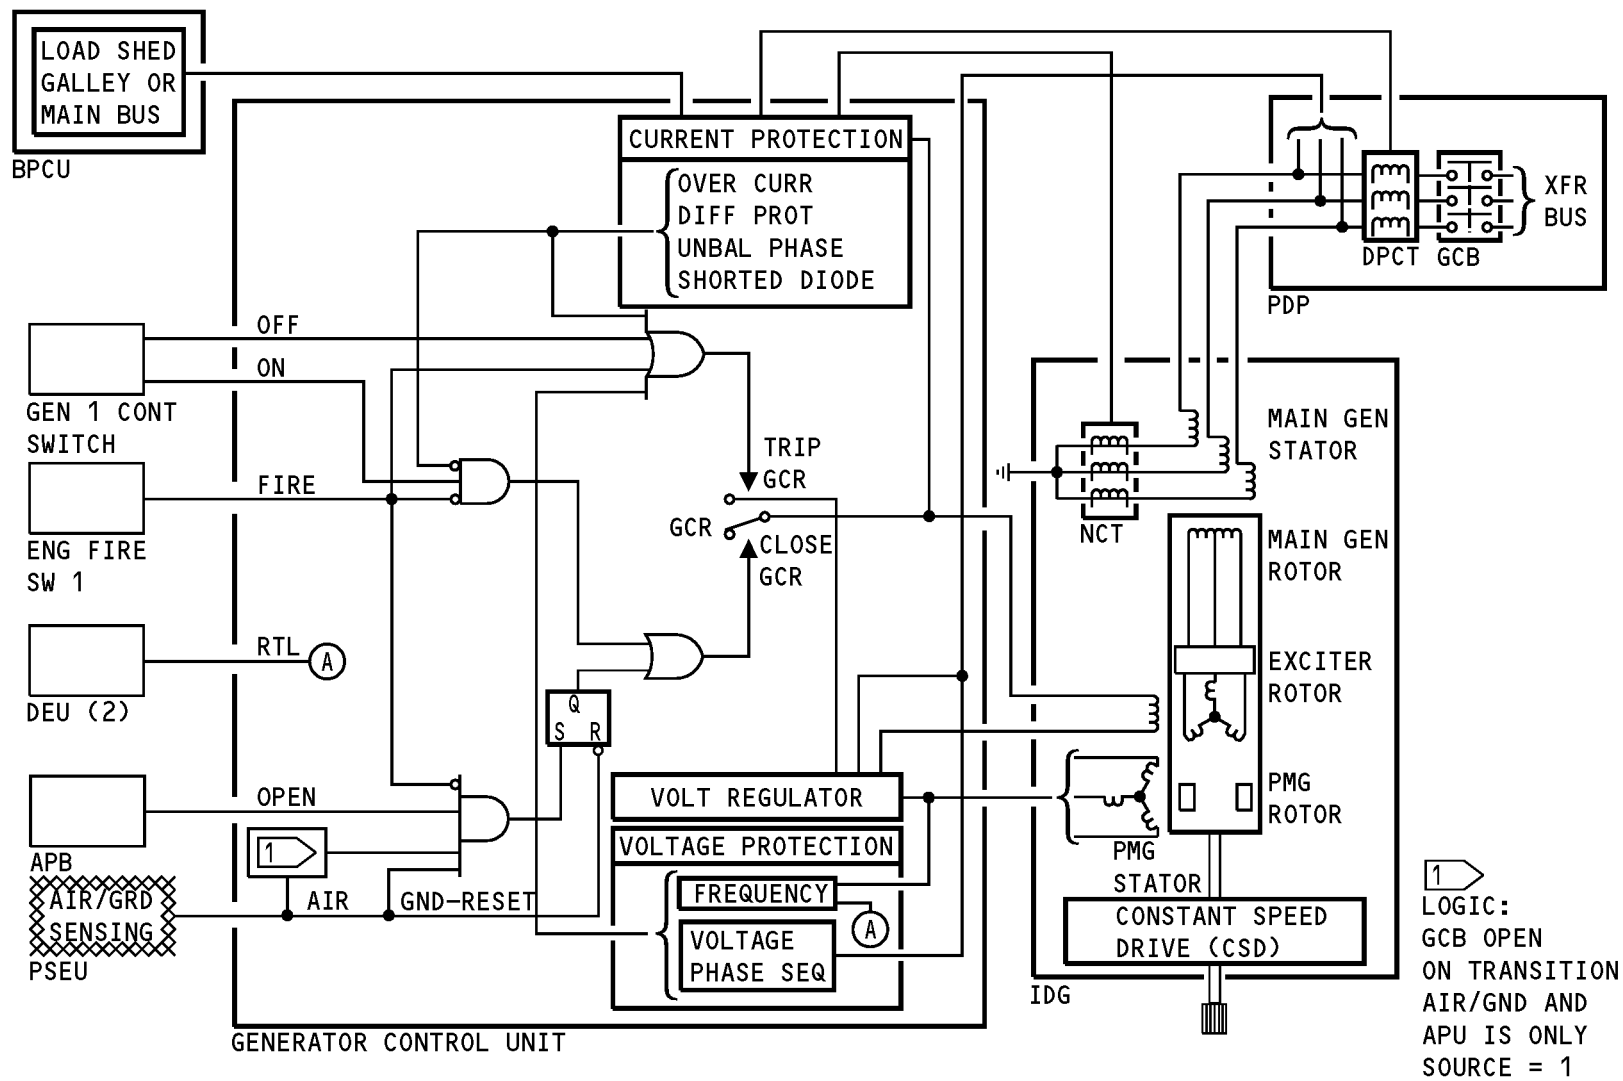 LOAD SHED
GALLEY OR
MAIN BUS
BPCU
CURRENT PROTECTION
OVER CURR
DIFF PROT
UNBAL PHASE
SHORTED DIODE
XFR
BUS
DPCT
GCB
PDP
OFF
ON
GEN 1 CONT
SWITCH
FIRE
ENG FIRE
SW 1
RTL
A
DEU (2)
OPEN
APB
1
AIR/GRD
SENSING
PSEU
AIR
GND-RESET
TRIP
GCR
GCR
CLOSE
GCR
Q
S R
VOLT REGULATOR
VOLTAGE PROTECTION
FREQUENCY
A
VOLTAGE
PHASE SEQ
GENERATOR CONTROL UNIT
MAIN GEN
STATOR
NCT
MAIN GEN
ROTOR
EXCITER
ROTOR
PMG
ROTOR
PMG
STATOR
CONSTANT SPEED
DRIVE (CSD)
IDG
1
LOGIC:
GCB OPEN
ON TRANSITION
AIR/GND AND
APU IS ONLY
SOURCE = 1